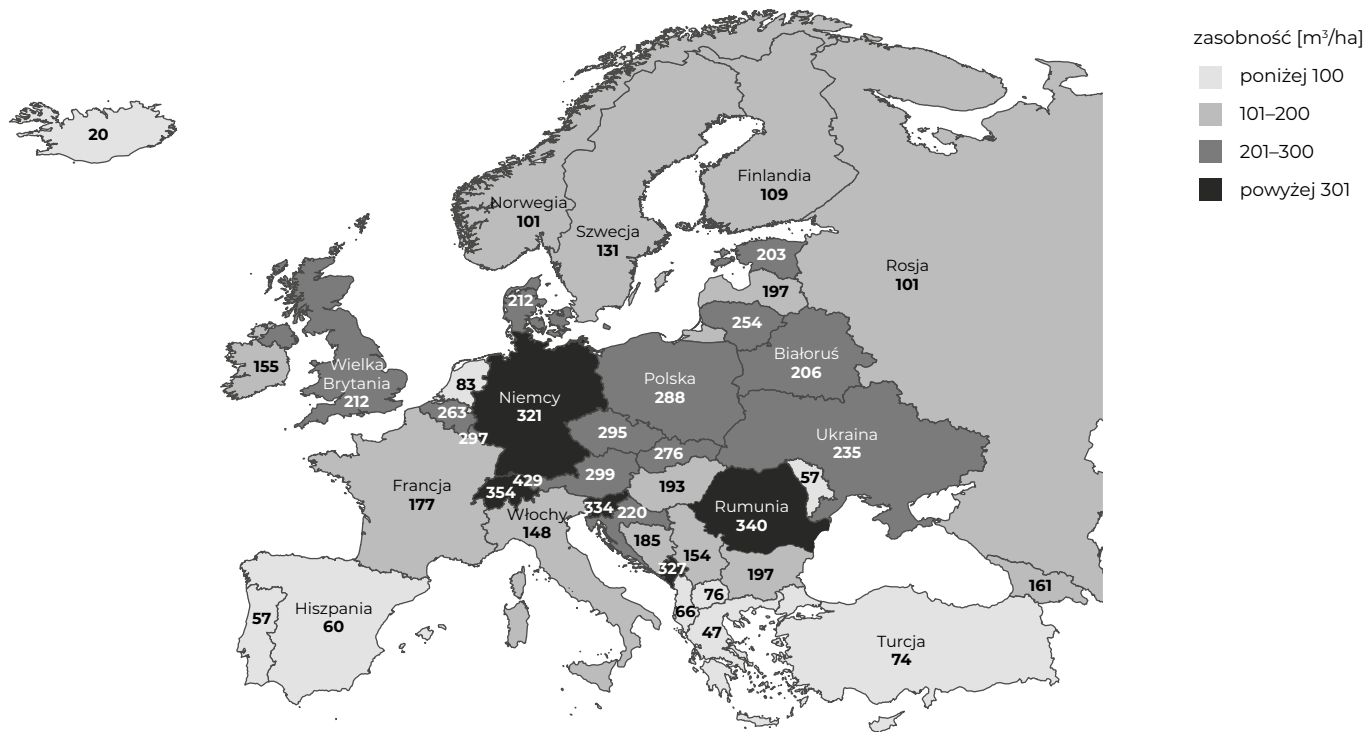 zasobność [m³/ha]
poniżej 100
101–200
201–300
powyżej 301
20
Finlandia
109
Norwegia
101
Szwecja
131
203
Rosja
101
197
212
254
155
Wielka
Brytania
212
83
263
297
Niemcy
321
Polska
288
Białoruś
206
295
276
Ukraina
235
299
429
354
193
57
Francja
177
Włochy
148
334
220
Rumunia
340
185
154
327
197
161
76
66
47
57
Hiszpania
60
Turcja
74